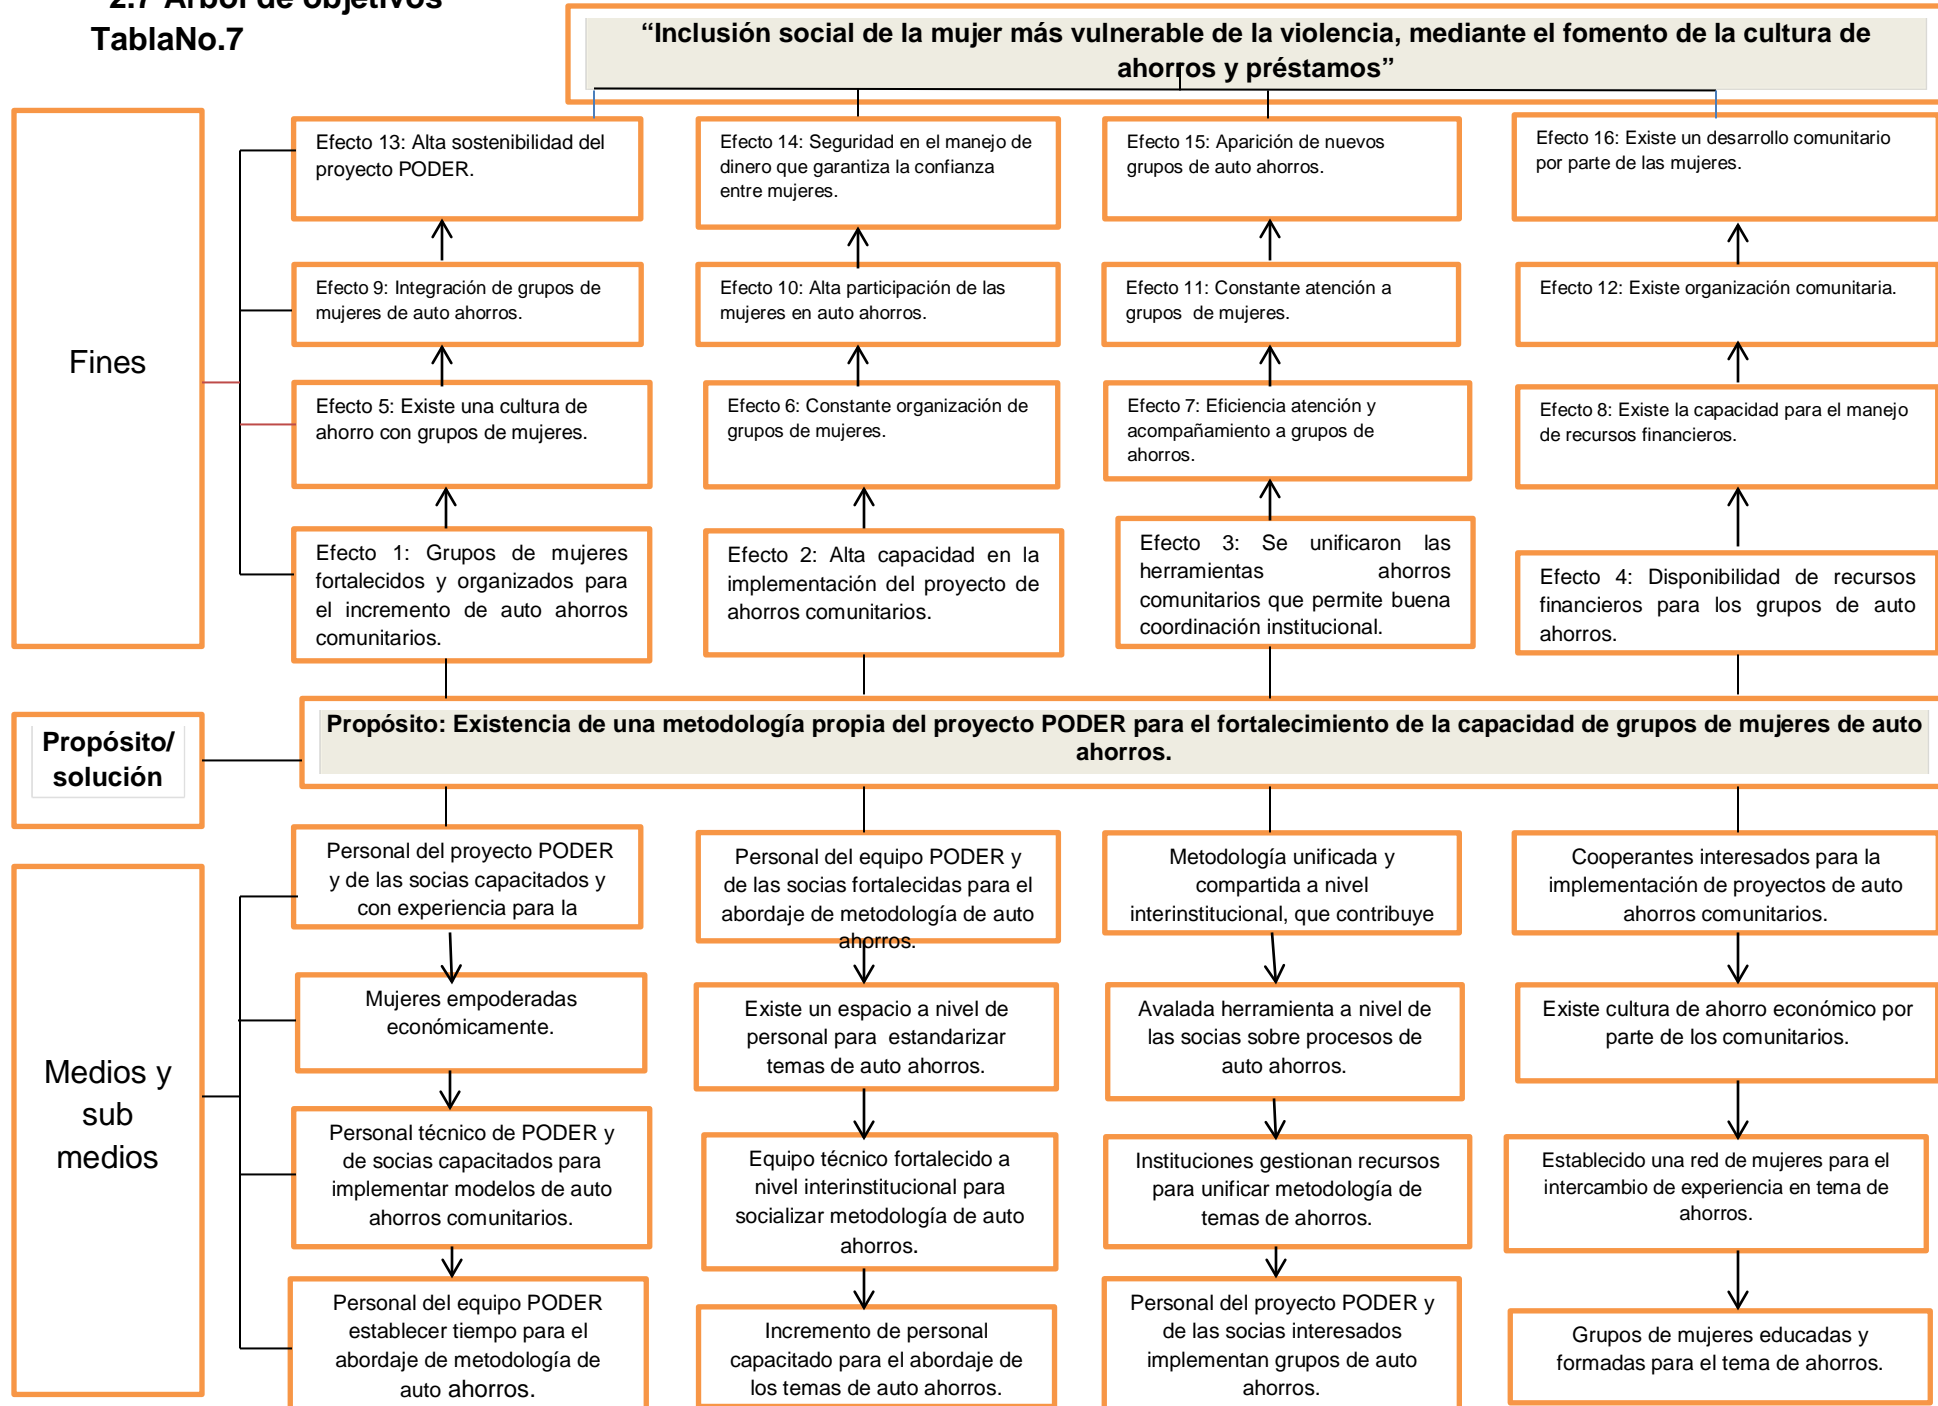 2.7 Árbol de objetivos
TablaNo.7
“Inclusión social de la mujer más vulnerable de la violencia, mediante el fomento de la cultura de
ahorros y préstamos”
Fines
Efecto 13: Alta sostenibilidad del
proyecto PODER.
Efecto 14: Seguridad en el manejo de
dinero que garantiza la confianza
entre mujeres.
Efecto 15: Aparición de nuevos
grupos de auto ahorros.
Efecto 16: Existe un desarrollo comunitario
por parte de las mujeres.
Efecto 9: Integración de grupos de
mujeres de auto ahorros.
Efecto 10: Alta participación de las
mujeres en auto ahorros.
Efecto 11: Constante atención a
grupos de mujeres.
Efecto 12: Existe organización comunitaria.
Efecto 5: Existe una cultura de
ahorro con grupos de mujeres.
Efecto 6: Constante organización de
grupos de mujeres.
Efecto 7: Eficiencia atención y
acompañamiento a grupos de
ahorros.
Efecto 8: Existe la capacidad para el manejo
de recursos financieros.
Efecto 1: Grupos de mujeres
fortalecidos y organizados para
el incremento de auto ahorros
comunitarios.
Efecto 2: Alta capacidad en la
implementación del proyecto de
ahorros comunitarios.
Efecto 3: Se unificaron las
herramientas ahorros
comunitarios que permite buena
coordinación institucional.
Efecto 4: Disponibilidad de recursos
financieros para los grupos de auto
ahorros.
Propósito/
solución
Propósito: Existencia de una metodología propia del proyecto PODER para el fortalecimiento de la capacidad de grupos de mujeres de auto
ahorros.
Medios y
sub
medios
Personal del proyecto PODER
y de las socias capacitados y
con experiencia para la
Personal del equipo PODER y
de las socias fortalecidas para el
abordaje de metodología de auto
ahorros.
Metodología unificada y
compartida a nivel
interinstitucional, que contribuye
Cooperantes interesados para la
implementación de proyectos de auto
ahorros comunitarios.
Mujeres empoderadas
económicamente.
Existe un espacio a nivel de
personal para estandarizar
temas de auto ahorros.
Avalada herramienta a nivel de
las socias sobre procesos de
auto ahorros.
Existe cultura de ahorro económico por
parte de los comunitarios.
Personal técnico de PODER y
de socias capacitados para
implementar modelos de auto
ahorros comunitarios.
Equipo técnico fortalecido a
nivel interinstitucional para
socializar metodología de auto
ahorros.
Instituciones gestionan recursos
para unificar metodología de
temas de ahorros.
Establecido una red de mujeres para el
intercambio de experiencia en tema de
ahorros.
Personal del equipo PODER
establecer tiempo para el
abordaje de metodología de
auto ahorros.
Incremento de personal
capacitado para el abordaje de
los temas de auto ahorros.
Personal del proyecto PODER y
de las socias interesados
implementan grupos de auto
ahorros.
Grupos de mujeres educadas y
formadas para el tema de ahorros.